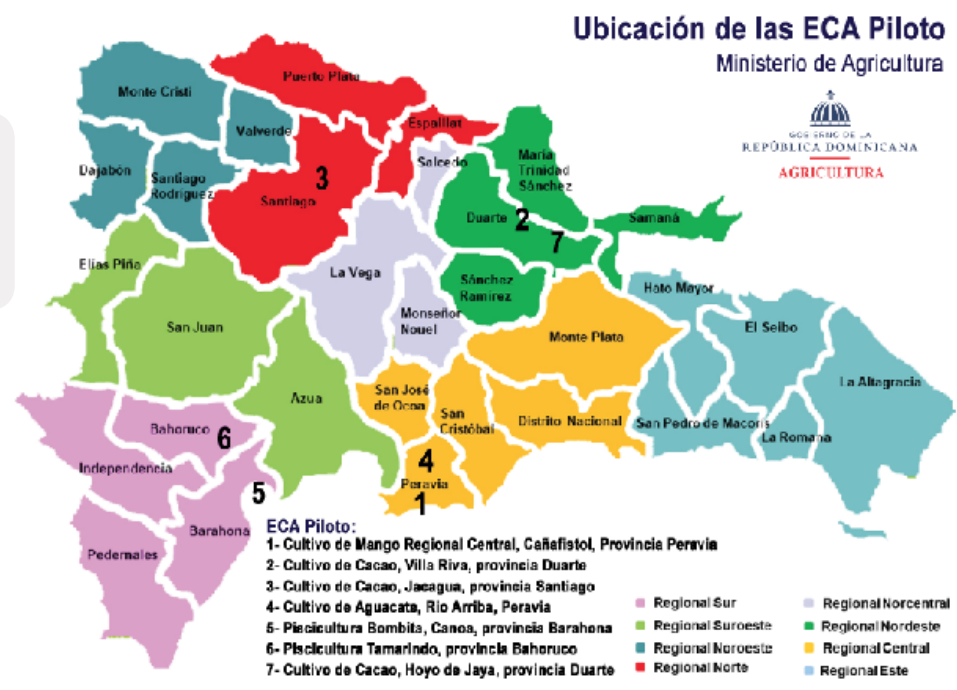 Ubicación de las ECA Piloto
Ministerio de Agricultura
GOBIERNO DE LA
REPÚBLICA DOMINICANA
AGRICULTURA
Puerto Plata
Monte Cristi
Espaillat
Valverde
Salcedo
María
Trinidad
Sánchez
Dajabón
Santiago
Rodriguez
3
Santiago
Duarte
2
Samaná
7
Elías Piña
La Vega
Sánchez
Ramírez
Hato Mayor
Monseñor
Nouel
San Juan
El Seibo
Monte Plata
La Altagracia
Azua
San José
de Ocoa
San
Cristóbal
Distrito Nacional
San Pedro de Macorís
La Romana
Bahoruco
6
Independencia
4
Peravia
1
5
Barahona
Pedernales
ECA Piloto:
1- Cultivo de Mango Regional Central, Cañafistol, Provincia Peravia
2- Cultivo de Cacao, Villa Riva, provincia Duarte
3- Cultivo de Cacao, Jacagua, provincia Santiago
4- Cultivo de Aguacate, Rio Arriba, Peravia
5- Piscicultura Bombita, Canoa, provincia Barahona
6- Piscicultura Tamarindo, provincia Bahoruco
7- Cultivo de Cacao, Hoyo de Jaya, provincia Duarte
Regional Sur
Regional Suroeste
Regional Noroeste
Regional Norte
Regional Norcentral
Regional Nordeste
Regional Central
Regional Este